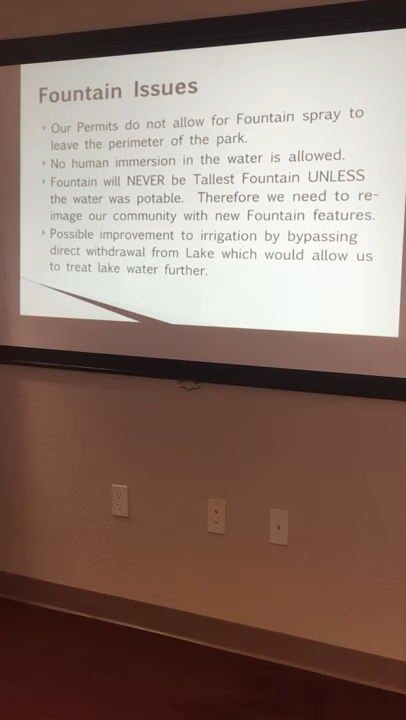 Fountain Issues
Our Permits do not allow for Fountain spray to
leave the perimeter of the park.
No human immersion in the water is allowed.
Fountain will NEVER be Tallest Fountain UNLESS
the water was potable. Therefore we need to re-
image our community with new Fountain features.
Possible improvement to irrigation by bypassing
direct withdrawal from Lake which would allow us
to treat lake water further.